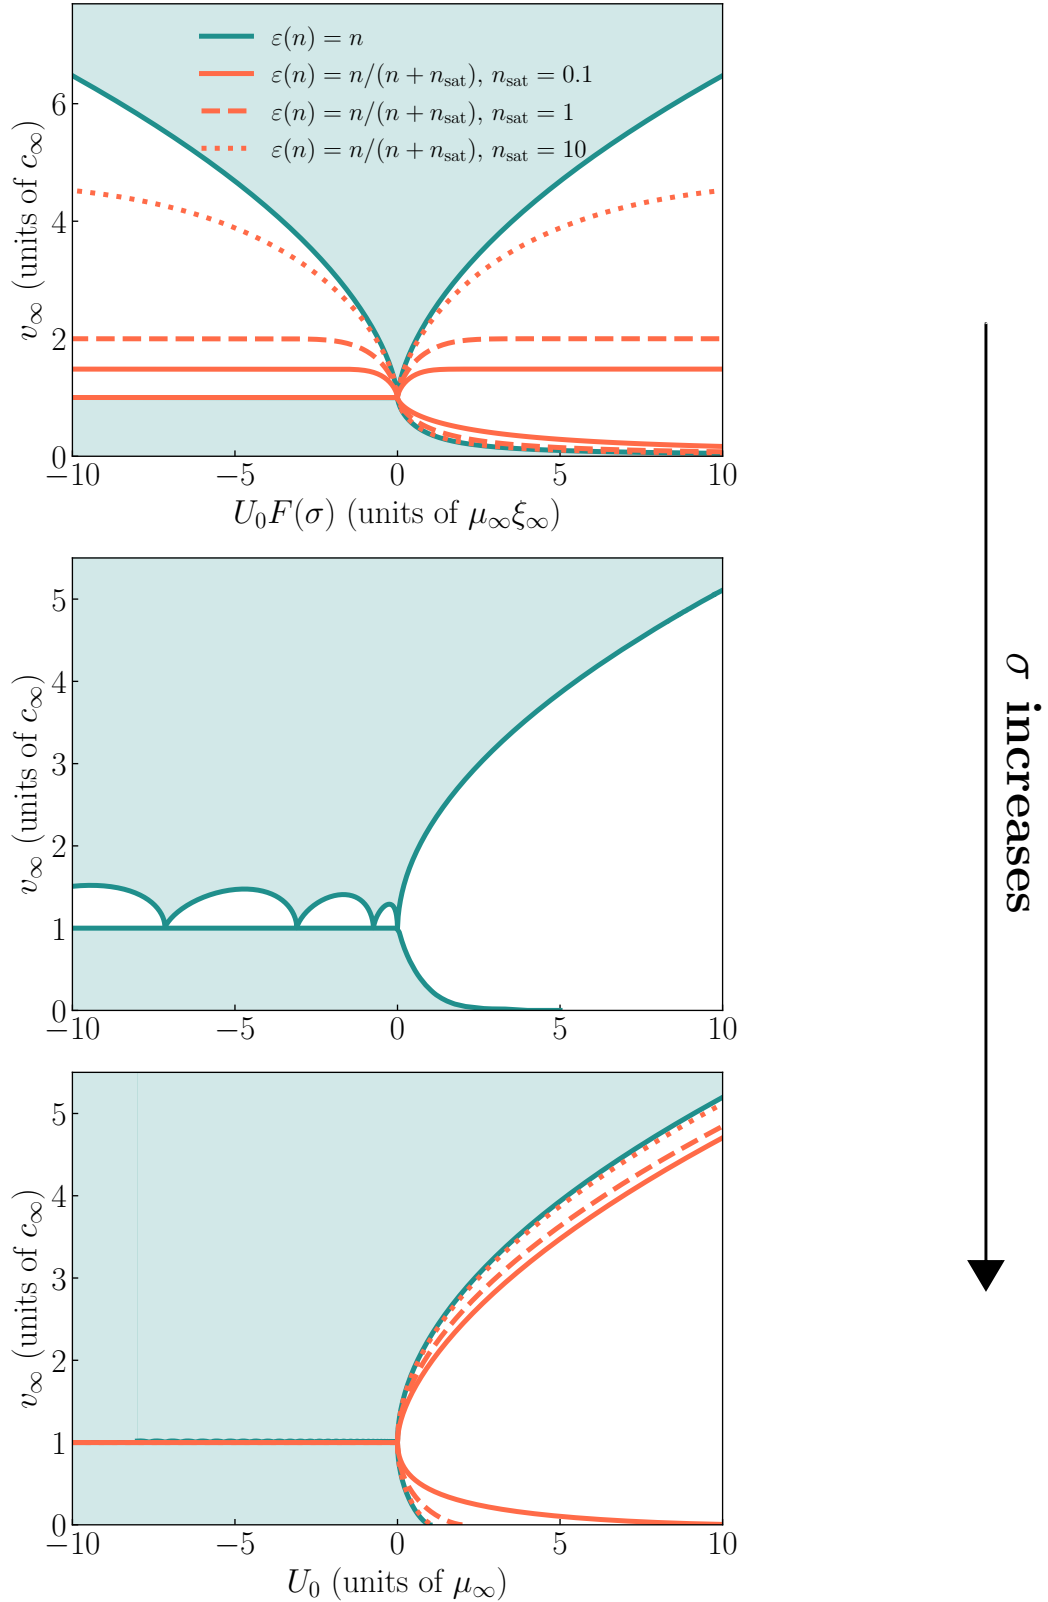 ε(n) = n
ε(n) = n/(n + n_sat), n_sat = 0.1
ε(n) = n/(n + n_sat), n_sat = 1
ε(n) = n/(n + n_sat), n_sat = 10
v_∞ (units of c_∞)
6
4
2
0
−10 −5 0 5 10
U_0F(σ) (units of μ_∞ξ_∞)
v_∞ (units of c_∞)
5
4
3
2
1
0
−10 −5 0 5 10
v_∞ (units of c_∞)
5
4
3
2
1
0
−10 −5 0 5 10
U_0 (units of μ_∞)
σ increases